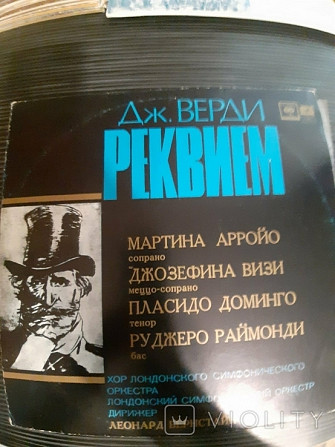 Дж. ВЕРДИ
РЕКВИЕМ
МАРТИНА АРРОЙО
сопрано
ДЖОЗЕФИНА ВИЗИ
меццо-сопрано
ПЛАСИДО ДОМИНГО
тенор
РУДЖЕРО РАЙМОНДИ
бас
ХОР ЛОНДОНСКОГО СИМФОНИЧЕСКОГО
ОРКЕСТРА
ЛОНДОНСКИЙ ОРКЕСТР
ДИРИЖЕР
ЛЕОНАРД
VIOLITY